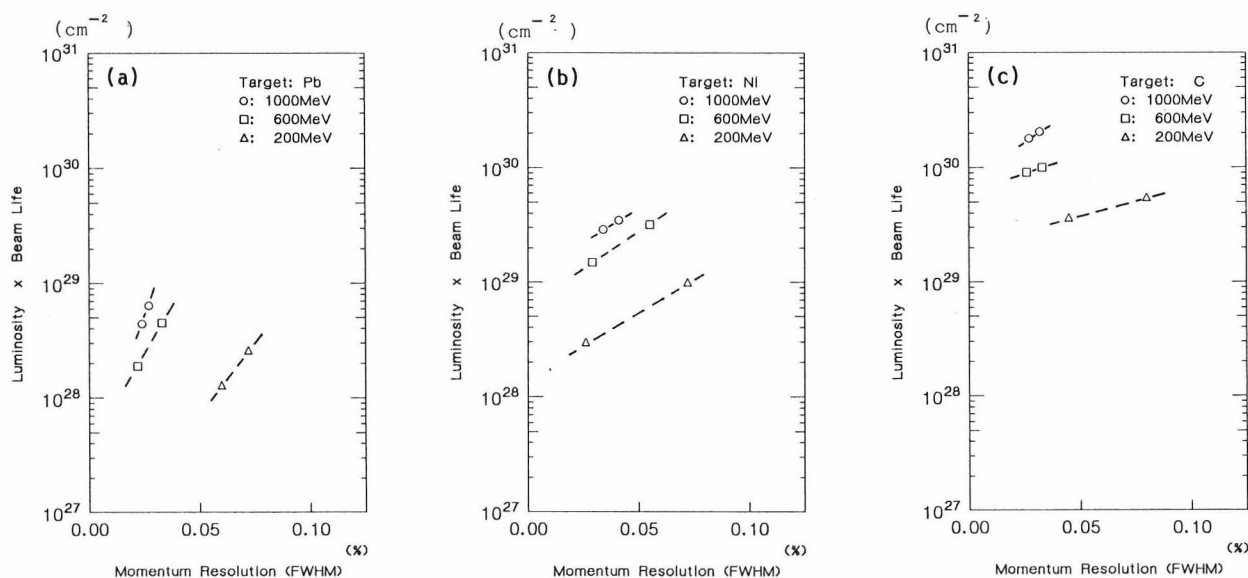 (cm⁻²)
10³¹
(a)
Target: Pb
○: 1000MeV
□: 600MeV
△: 200MeV
10³⁰
10²⁹
10²⁸
10²⁷
Luminosity x Beam Life
0.00 0.05 0.10
(%)
Momentum Resolution (FWHM)
(cm⁻²)
10³¹
(b)
Target: NI
○: 1000MeV
□: 600MeV
△: 200MeV
10³⁰
10²⁹
10²⁸
10²⁷
Luminosity x Beam Life
0.00 0.05 0.10
(%)
Momentum Resolution (FWHM)
(cm⁻²)
10³¹
(c)
Target: C
○: 1000MeV
□: 600MeV
△: 200MeV
10³⁰
10²⁹
10²⁸
10²⁷
Luminosity x Beam Life
0.00 0.05 0.10
(%)
Momentum Resolution (FWHM)